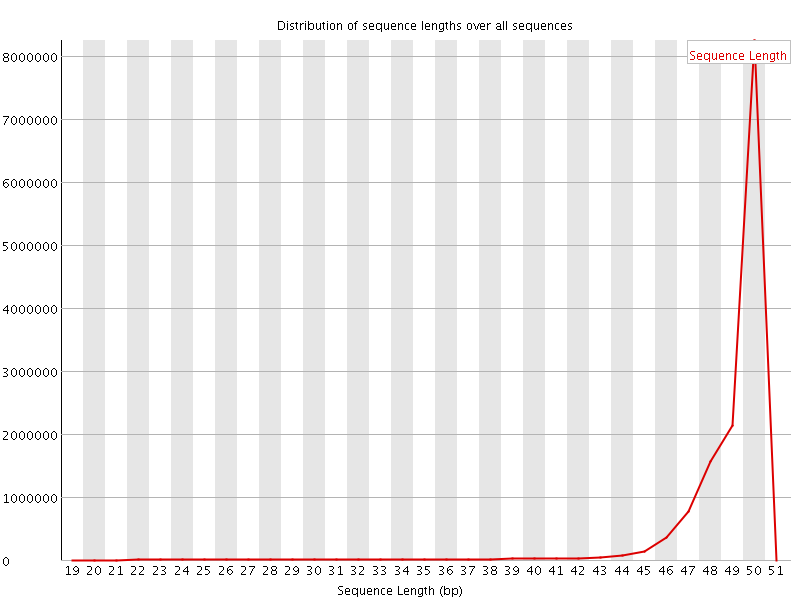 Distribution of sequence lengths over all sequences
Sequence Length
8000000
7000000
6000000
5000000
4000000
3000000
2000000
1000000
0
19 20 21 22 23 24 25 26 27 28 29 30 31 32 33 34 35 36 37 38 39 40 41 42 43 44 45 46 47 48 49 50 51
Sequence Length (bp)